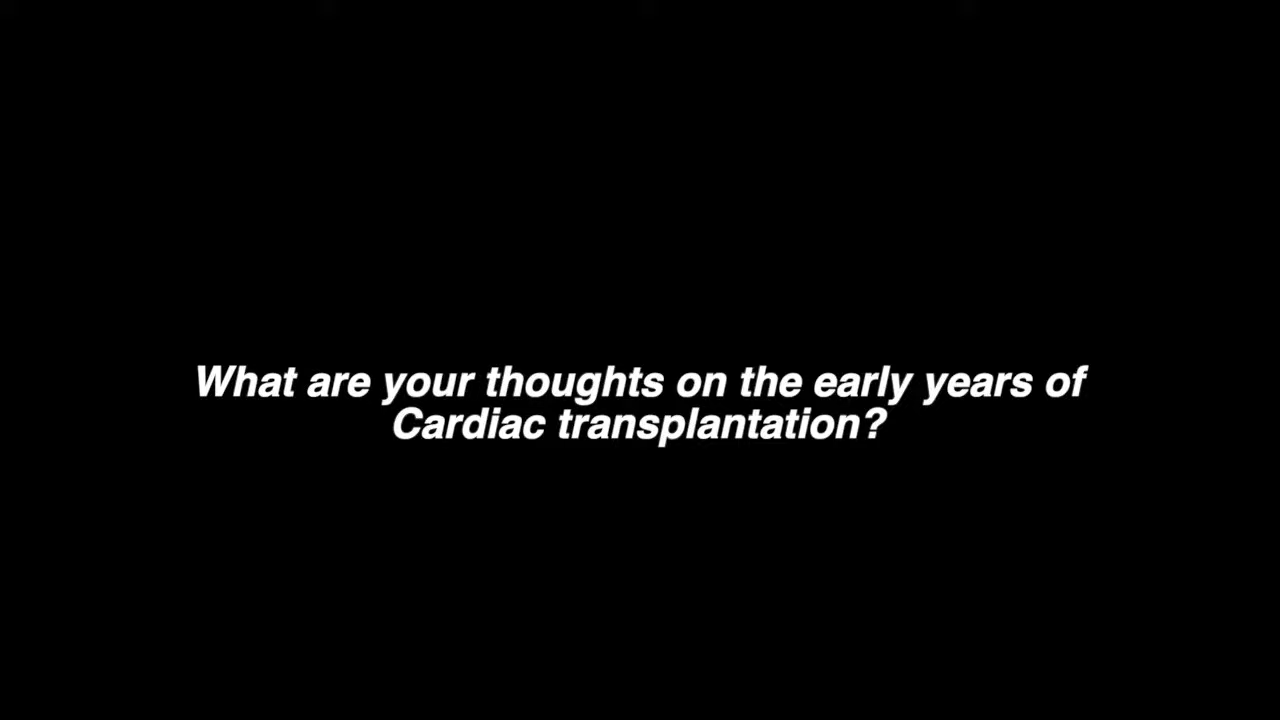 What are your thoughts on the early years of
Cardiac transplantation?